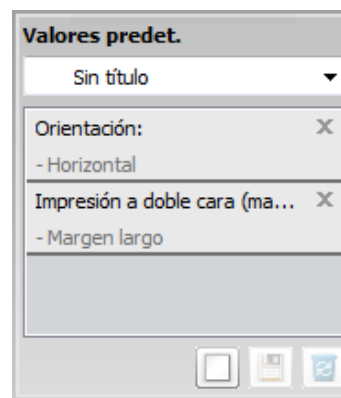 Valores predet.
Sin título
Orientación:
- Horizontal
Impresión a doble cara (ma...
- Margen largo